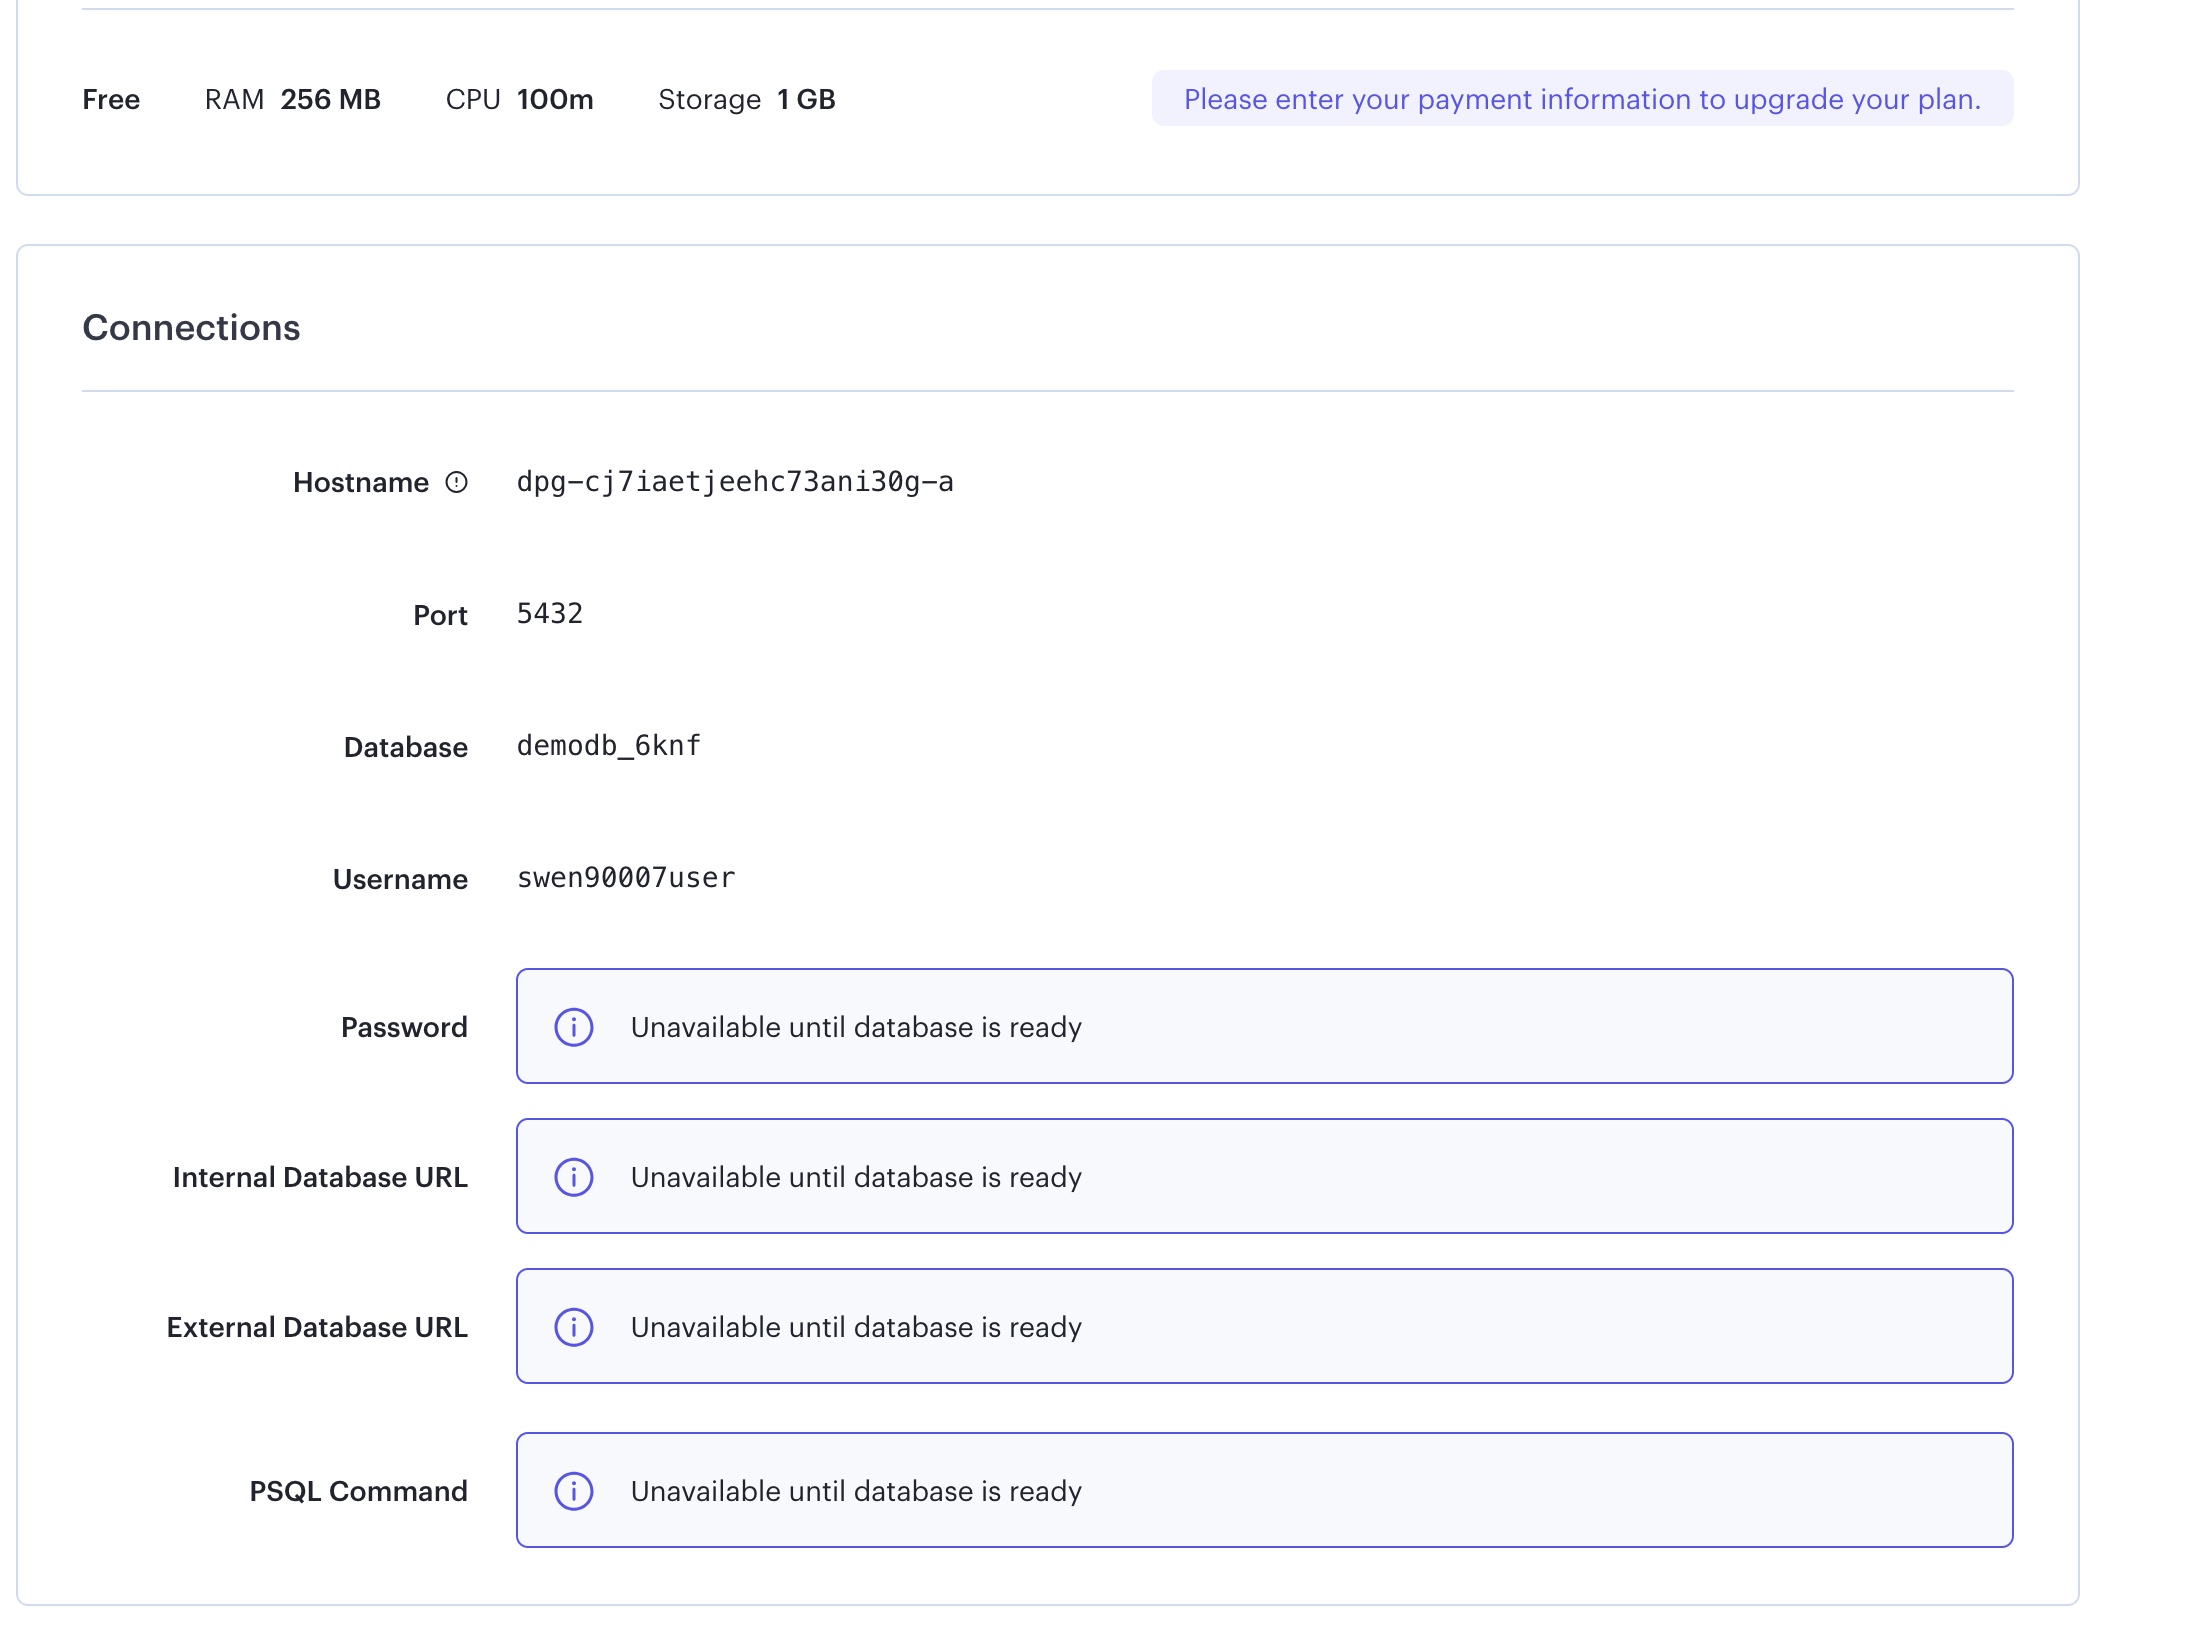 Free RAM 256 MB CPU 100m Storage 1 GB Please enter your payment information to upgrade your plan.
Connections
Hostname dpg-cj7iaetjeehc73ani30g-a
Port 5432
Database demodb_6knf
Username swen90007user
Password Unavailable until database is ready
Internal Database URL Unavailable until database is ready
External Database URL Unavailable until database is ready
PSQL Command Unavailable until database is ready